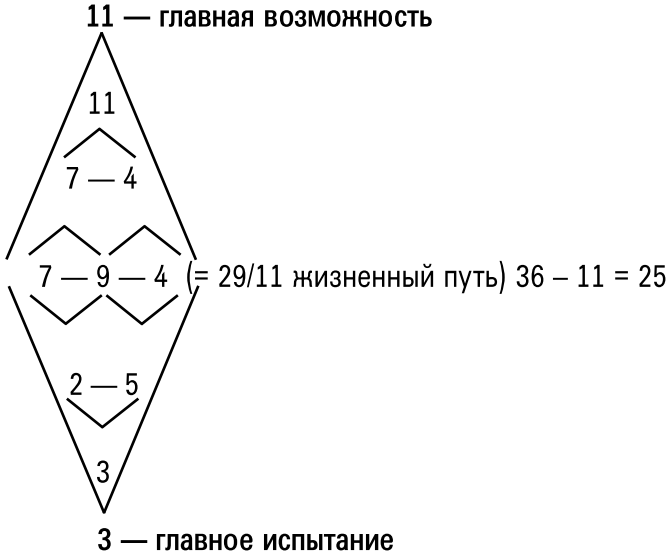 11 — главная возможность
11
7 — 4
7 — 9 — 4 (= 29/11 жизненный путь) 36 – 11 = 25
2 — 5
3
3 — главное испытание